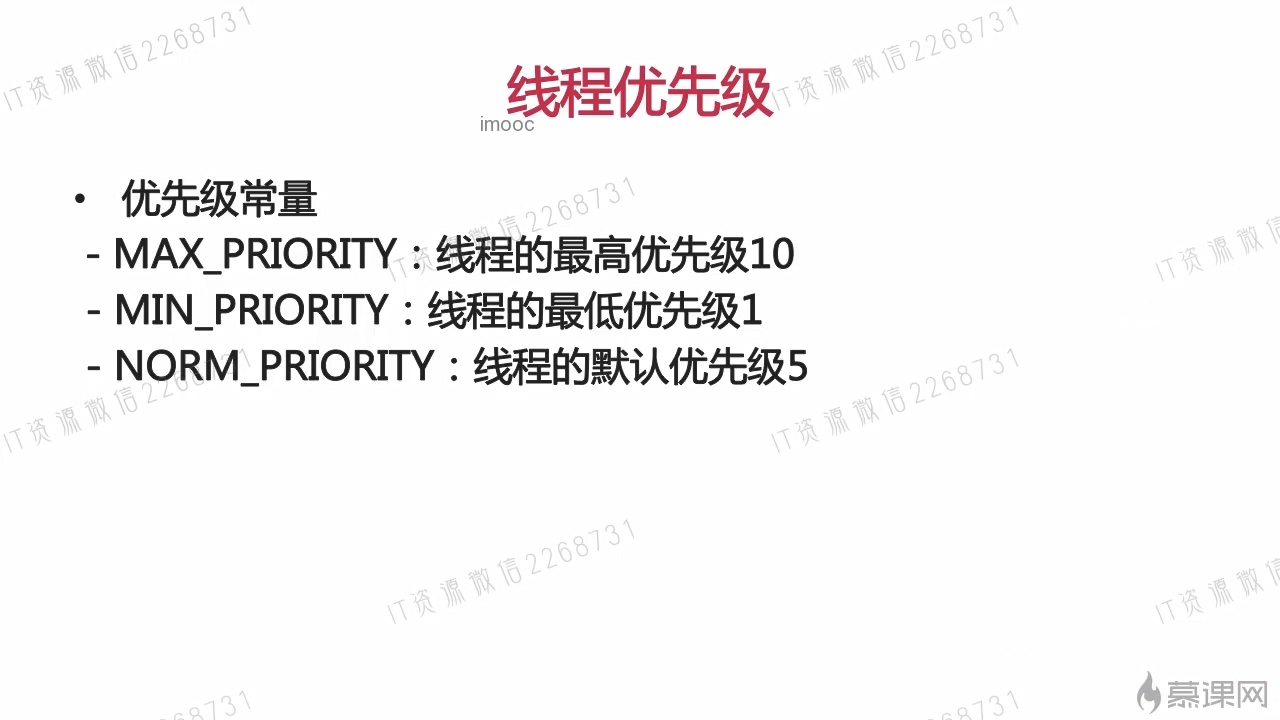 IT资源微信2268731
IT资源微信2268731
线程优先级
imooc
• 优先级常量
IT资源微信2268731
- MAX_PRIORITY：线程的最高优先级10
IT资源微信
- MIN_PRIORITY：线程的最低优先级1
- NORM_PRIORITY：线程的默认优先级5
IT资源微信2268731
IT资源微信2268731
IT资源微信2268731
IT资源微信
慕课网
68731
2268731